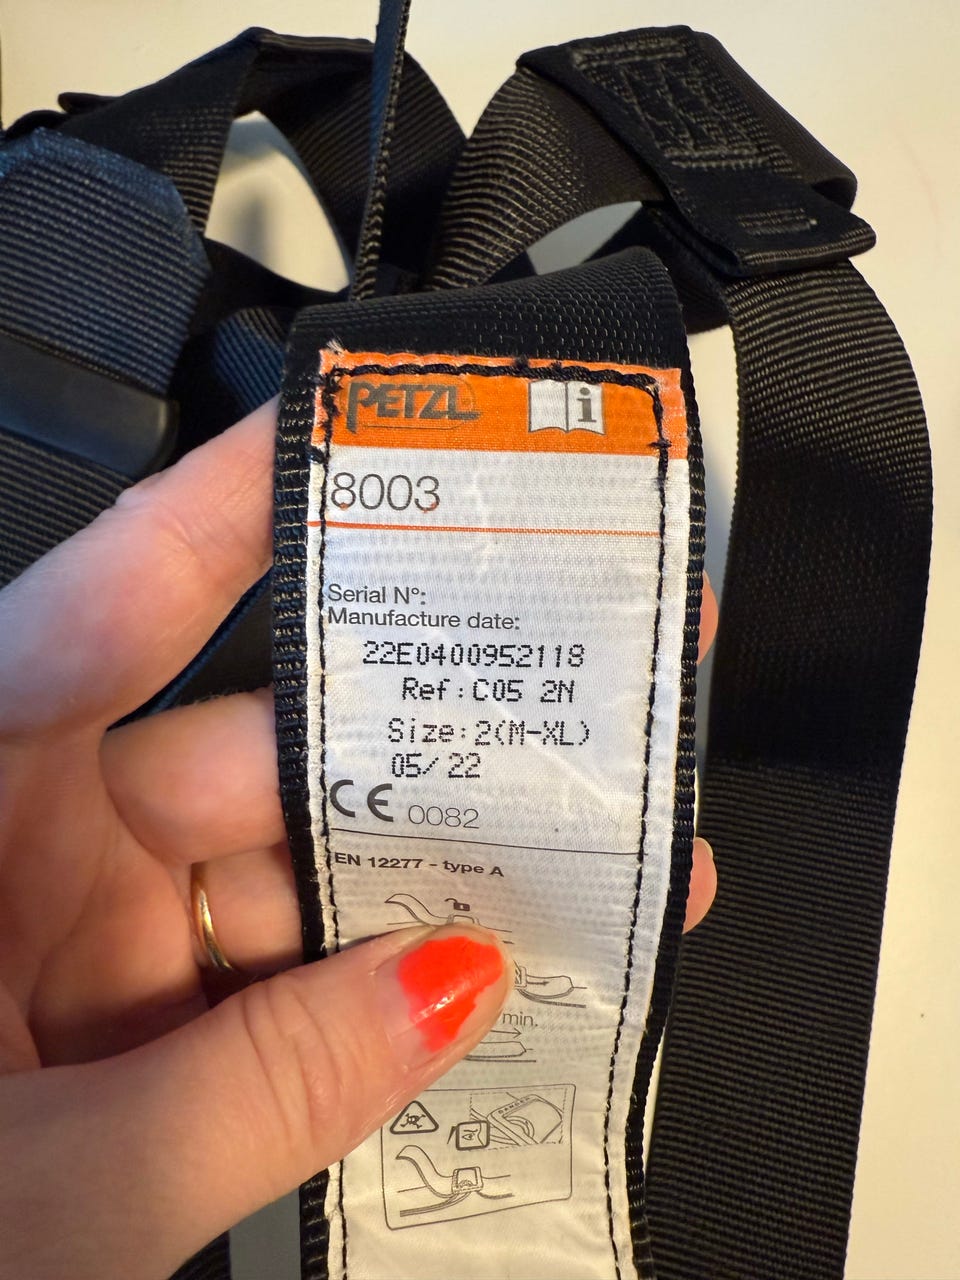 PETZL
8003
Serial N°:
Manufacture date:
22E0400952118
Ref:C05 2N
Size:2(M-XL)
05/22
CE 0082
EN 12277 - type A
min.
DANGER